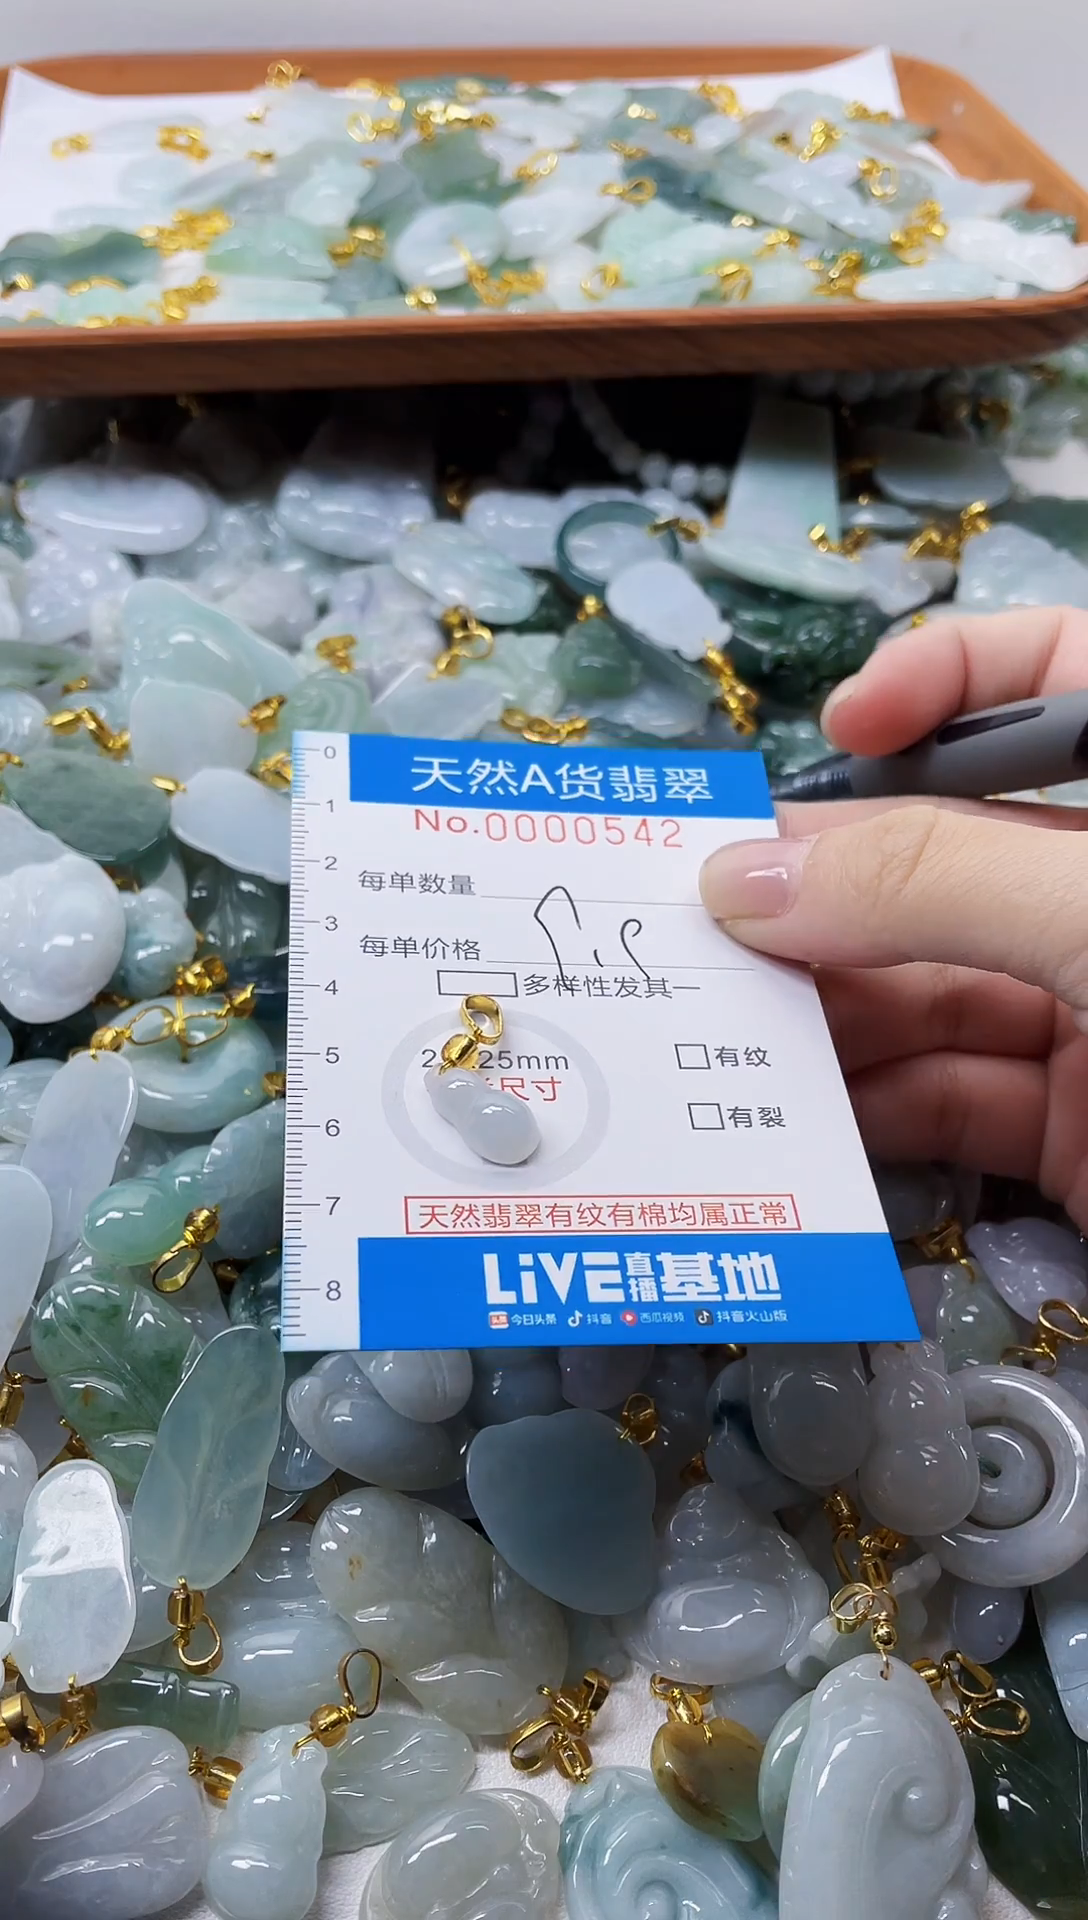 天然A货翡翠
No.0000542
每单数量
每单价格
多样性发其一
25mm
尺寸
有纹
有裂
天然翡翠有纹有棉均属正常
LiVE直播基地
头条 今日头条 抖音 西瓜视频 抖音火山版
0
1
2
3
4
5
6
7
8